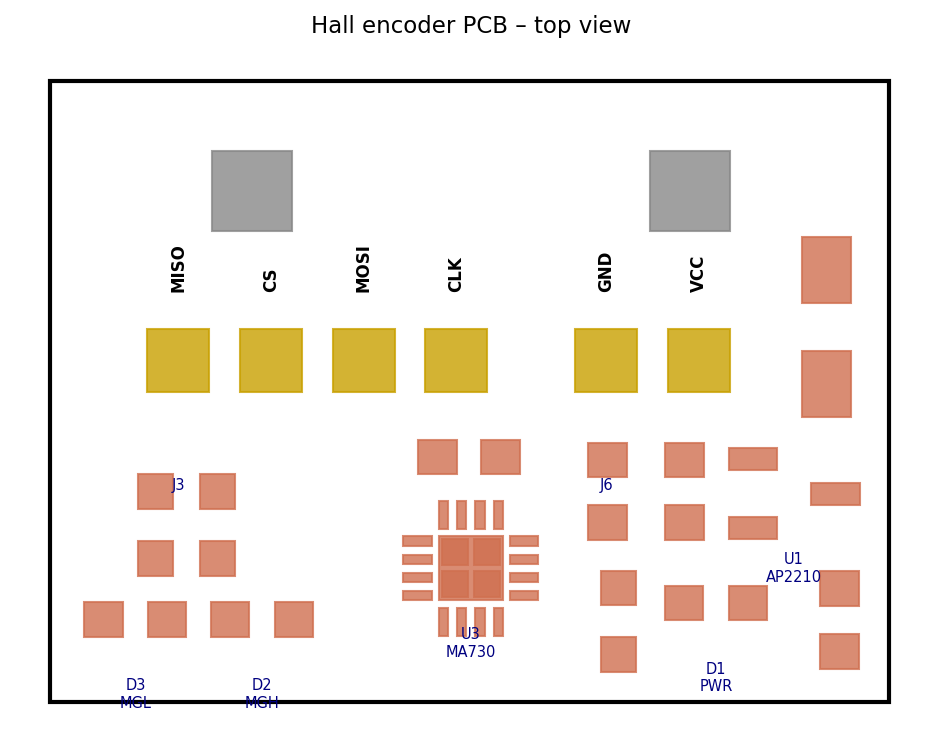 Hall encoder PCB – top view
MISO
CS
MOSI
CLK
GND
VCC
J3
J6
U1
AP2210
U3
MA730
D1
PWR
D3
MGL
D2
MGH